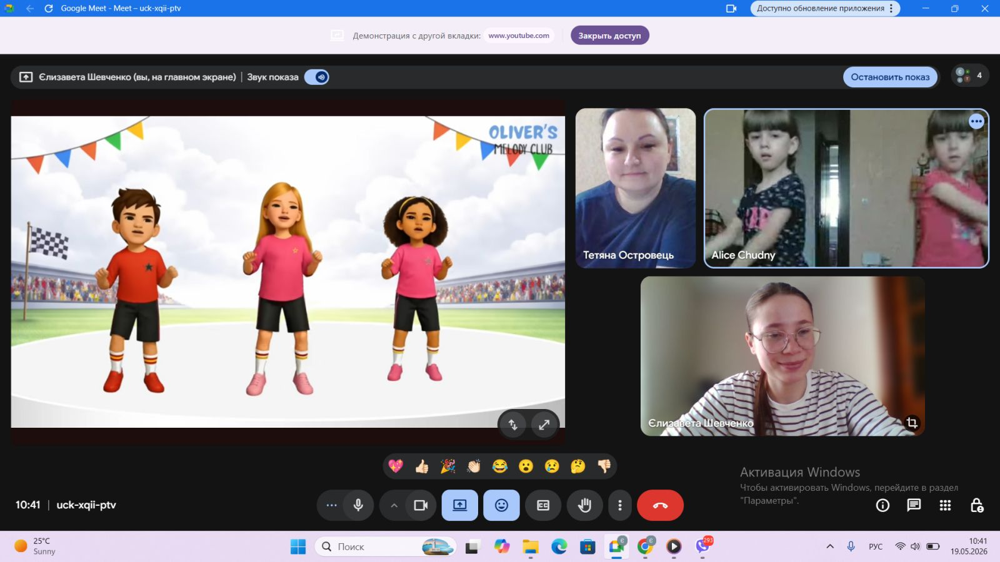 Google Meet - Meet – uck-xqii-ptv
Доступно обновление приложения
Демонстрация с другой вкладки: www.youtube.com
Закрыть доступ
Єлизавета Шевченко (вы, на главном экране) | Звук показа
Остановить показ
4
OLIVER'S
MELODY CLUB
Тетяна Островець
Alice Chudny
Єлизавета Шевченко
Активация Windows
Чтобы активировать Windows, перейдите в раздел
"Параметры".
10:41 | uck-xqii-ptv
25°C
Sunny
Поиск
293
РУС
10:41
19.05.2026